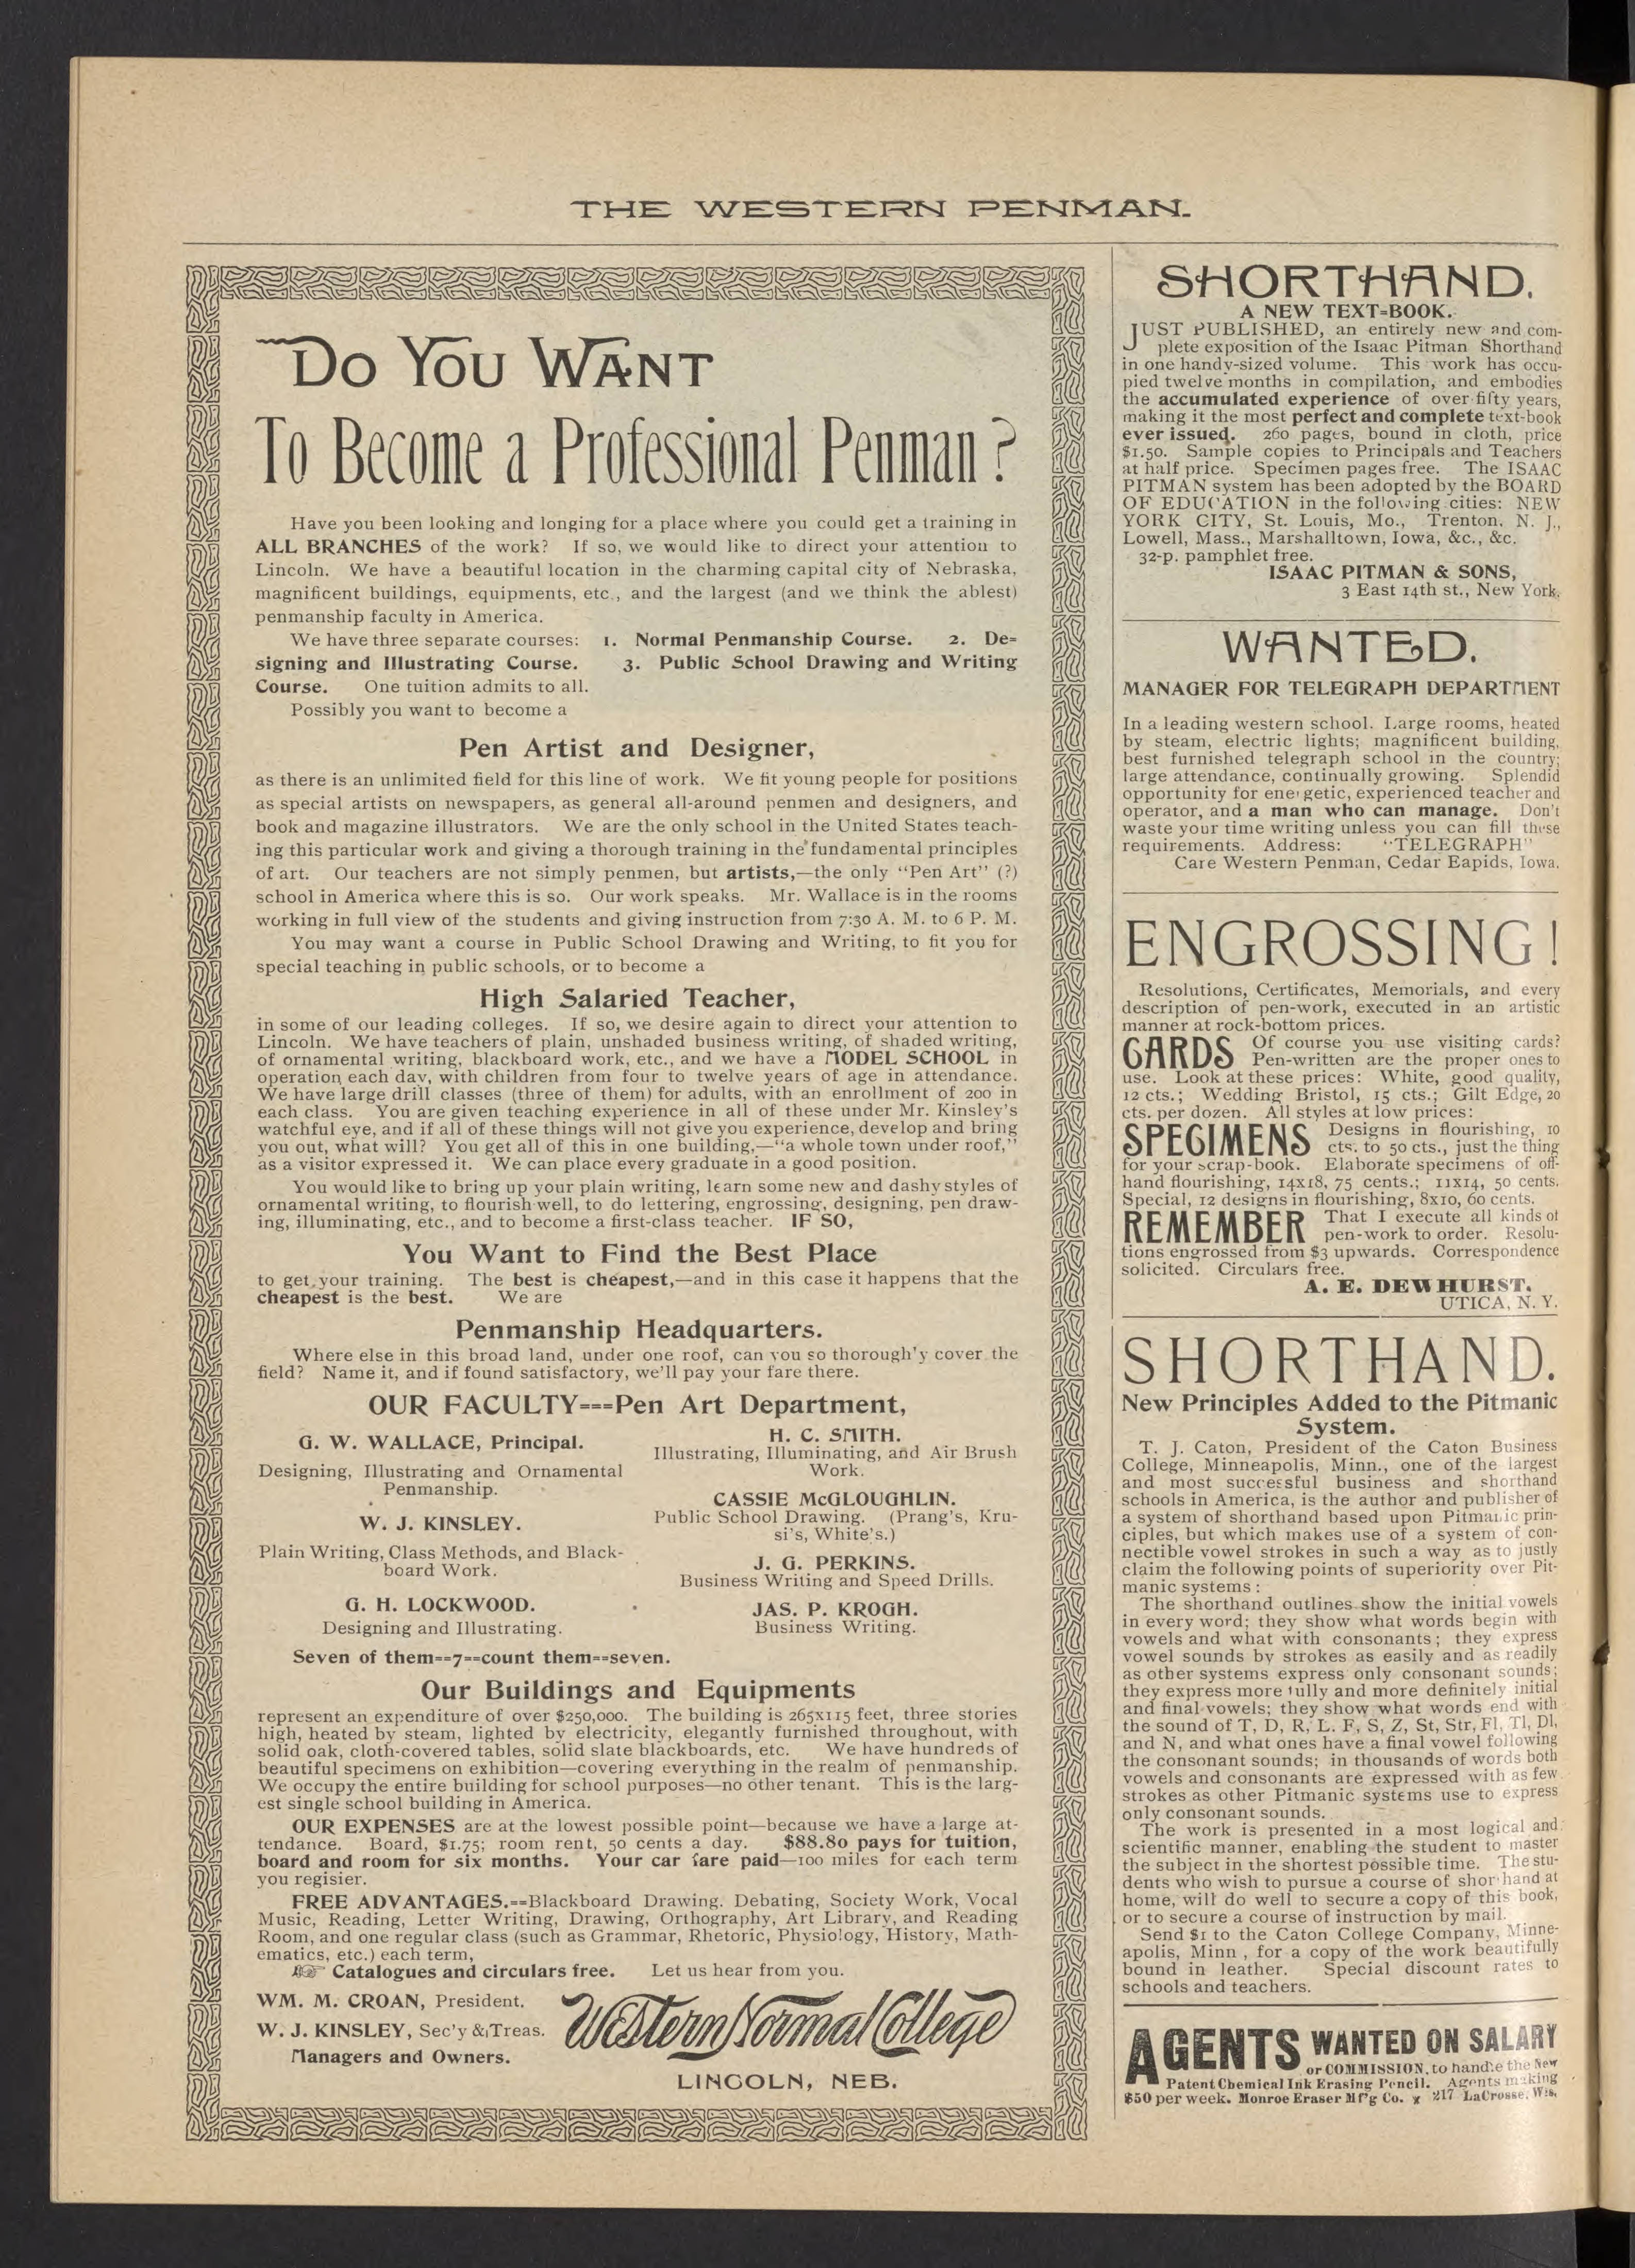 THE WESTERN PENMAN.
Do You Want
To Become a Professional Penman?
Have you been looking and longing for a place where you could get a training in
ALL BRANCHES of the work? If so, we would like to direct your attention to
Lincoln. We have a beautiful location in the charming capital city of Nebraska,
magnificent buildings, equipments, etc., and the largest (and we think the ablest)
penmanship faculty in America.
We have three separate courses: 1. Normal Penmanship Course. 2. De=
signing and Illustrating Course. 3. Public School Drawing and Writing
Course. One tuition admits to all.
Possibly you want to become a
Pen Artist and Designer,
as there is an unlimited field for this line of work. We fit young people for positions
as special artists on newspapers, as general all-around penmen and designers, and
book and magazine illustrators. We are the only school in the United States teach-
ing this particular work and giving a thorough training in the fundamental principles
of art. Our teachers are not simply penmen, but artists,—the only "Pen Art" (?)
school in America where this is so. Our work speaks. Mr. Wallace is in the rooms
working in full view of the students and giving instruction from 7:30 A. M. to 6 P. M.
You may want a course in Public School Drawing and Writing, to fit you for
special teaching in public schools, or to become a
High Salaried Teacher,
in some of our leading colleges. If so, we desire again to direct your attention to
Lincoln. We have teachers of plain, unshaded business writing, of shaded writing,
of ornamental writing, blackboard work, etc., and we have a MODEL SCHOOL in
operation each day, with children from four to twelve years of age in attendance.
We have large drill classes (three of them) for adults, with an enrollment of 200 in
each class. You are given teaching experience in all of these under Mr. Kinsley's
watchful eye, and if all of these things will not give you experience, develop and bring
you out, what will? You get all of this in one building,—"a whole town under roof,"
as a visitor expressed it. We can place every graduate in a good position.
You would like to bring up your plain writing, learn some new and dashy styles of
ornamental writing, to flourish well, to do lettering, engrossing, designing, pen draw-
ing, illuminating, etc., and to become a first-class teacher. IF SO,
You Want to Find the Best Place
to get your training. The best is cheapest,—and in this case it happens that the
cheapest is the best. We are
Penmanship Headquarters.
Where else in this broad land, under one roof, can you so thorough'y cover the
field? Name it, and if found satisfactory, we'll pay your fare there.
OUR FACULTY===Pen Art Department,
G. W. WALLACE, Principal.
Designing, Illustrating and Ornamental
Penmanship.
W. J. KINSLEY.
Plain Writing, Class Methods, and Black-
board Work.
G. H. LOCKWOOD.
Designing and Illustrating.
H. C. SMITH.
Illustrating, Illuminating, and Air Brush
Work.
CASSIE McGLOUGHLIN.
Public School Drawing. (Prang's, Kru-
si's, White's.)
J. G. PERKINS.
Business Writing and Speed Drills.
JAS. P. KROGH.
Business Writing.
Seven of them==7==count them==seven.
Our Buildings and Equipments
represent an expenditure of over $250,000. The building is 265x115 feet, three stories
high, heated by steam, lighted by electricity, elegantly furnished throughout, with
solid oak, cloth-covered tables, solid slate blackboards, etc. We have hundreds of
beautiful specimens on exhibition—covering everything in the realm of penmanship.
We occupy the entire building for school purposes—no other tenant. This is the larg-
est single school building in America.
OUR EXPENSES are at the lowest possible point—because we have a large at-
tendance. Board, $1.75; room rent, 50 cents a day. $88.80 pays for tuition,
board and room for six months. Your car fare paid—100 miles for each term
you regisier.
FREE ADVANTAGES.==Blackboard Drawing. Debating, Society Work, Vocal
Music, Reading, Letter Writing, Drawing, Orthography, Art Library, and Reading
Room, and one regular class (such as Grammar, Rhetoric, Physiology, History, Math-
ematics, etc.) each term,
☞ Catalogues and circulars free. Let us hear from you.
WM. M. CROAN, President.
W. J. KINSLEY, Sec'y & Treas.
Managers and Owners.
Western Normal College
LINCOLN, NEB.
SHORTHAND.
A NEW TEXT=BOOK.
JUST PUBLISHED, an entirely new and com-
plete exposition of the Isaac Pitman Shorthand
in one handy-sized volume. This work has occu-
pied twelve months in compilation, and embodies
the accumulated experience of over fifty years,
making it the most perfect and complete text-book
ever issued. 260 pages, bound in cloth, price
$1.50. Sample copies to Principals and Teachers
at half price. Specimen pages free. The ISAAC
PITMAN system has been adopted by the BOARD
OF EDUCATION in the following cities: NEW
YORK CITY, St. Louis, Mo., Trenton. N. J.,
Lowell, Mass., Marshalltown, Iowa, &c., &c.
32-p. pamphlet free.
ISAAC PITMAN & SONS,
3 East 14th st., New York.
WANTED.
MANAGER FOR TELEGRAPH DEPARTMENT
In a leading western school. Large rooms, heated
by steam, electric lights; magnificent building,
best furnished telegraph school in the country;
large attendance, continually growing. Splendid
opportunity for energetic, experienced teacher and
operator, and a man who can manage. Don't
waste your time writing unless you can fill these
requirements. Address: "TELEGRAPH"
Care Western Penman, Cedar Eapids, Iowa.
ENGROSSING!
Resolutions, Certificates, Memorials, and every
description of pen-work, executed in an artistic
manner at rock-bottom prices.
CARDS Of course you use visiting cards?
Pen-written are the proper ones to
use. Look at these prices: White, good quality,
12 cts.; Wedding Bristol, 15 cts.; Gilt Edge, 20
cts. per dozen. All styles at low prices:
SPECIMENS Designs in flourishing, 10
cts. to 50 cts., just the thing
for your scrap-book. Elaborate specimens of off-
hand flourishing, 14x18, 75 cents.; 11x14, 50 cents.
Special, 12 designs in flourishing, 8x10, 60 cents.
REMEMBER That I execute all kinds of
pen-work to order. Resolu-
tions engrossed from $3 upwards. Correspondence
solicited. Circulars free.
A. E. DEWHURST.
UTICA, N. Y.
SHORTHAND.
New Principles Added to the Pitmanic
System.
T. J. Caton, President of the Caton Business
College, Minneapolis, Minn., one of the largest
and most successful business and shorthand
schools in America, is the author and publisher of
a system of shorthand based upon Pitmanic prin-
ciples, but which makes use of a system of con-
nectible vowel strokes in such a way as to justly
claim the following points of superiority over Pit-
manic systems:
The shorthand outlines show the initial vowels
in every word; they show what words begin with
vowels and what with consonants; they express
vowel sounds by strokes as easily and as readily
as other systems express only consonant sounds;
they express more fully and more definitely initial
and final vowels; they show what words end with
the sound of T, D, R, L. F, S, Z, St, Str, Fl, Tl, Dl,
and N, and what ones have a final vowel following
the consonant sounds; in thousands of words both
vowels and consonants are expressed with as few
strokes as other Pitmanic systems use to express
only consonant sounds.
The work is presented in a most logical and
scientific manner, enabling the student to master
the subject in the shortest possible time. The stu-
dents who wish to pursue a course of shorthand at
home, will do well to secure a copy of this book,
or to secure a course of instruction by mail.
Send $1 to the Caton College Company, Minne-
apolis, Minn, for a copy of the work beautifully
bound in leather. Special discount rates to
schools and teachers.
AGENTS WANTED ON SALARY
or COMMISSION, to handle the New
Patent Chemical Ink Erasing Pencil. Agents making
$50 per week. Monroe Eraser Mf'g Co. x 217 LaCrosse, Wis.